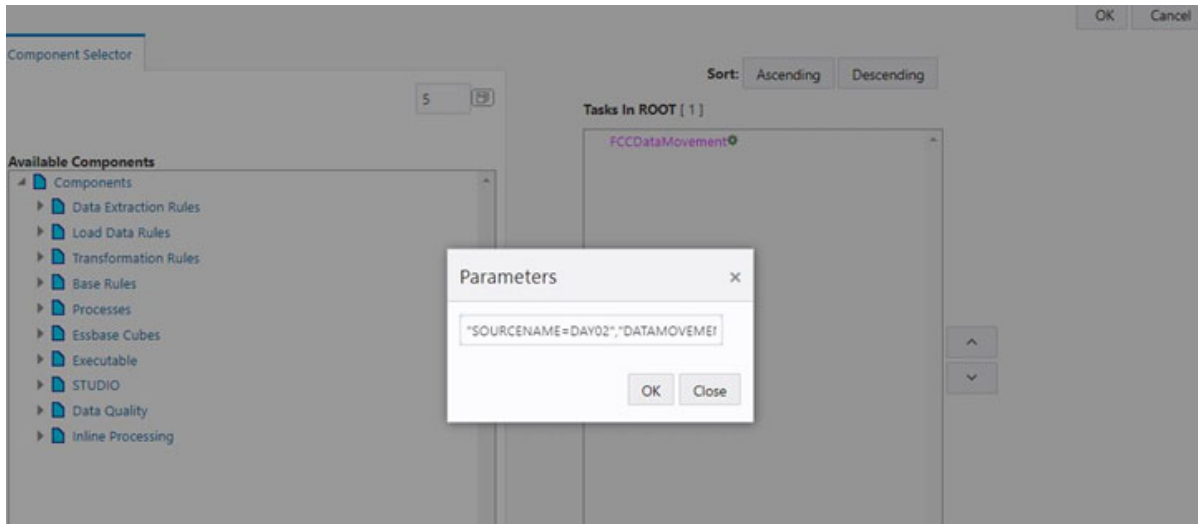 OK Cancel
Component Selector
Sort: Ascending Descending
5
Tasks In ROOT [ 1 ]
FCCDataMovement
Available Components
Components
Data Extraction Rules
Load Data Rules
Transformation Rules
Base Rules
Processes
Essbase Cubes
Executable
STUDIO
Data Quality
Inline Processing
Parameters
"SOURCENAME=DAY02","DATAMOVEME
OK Close